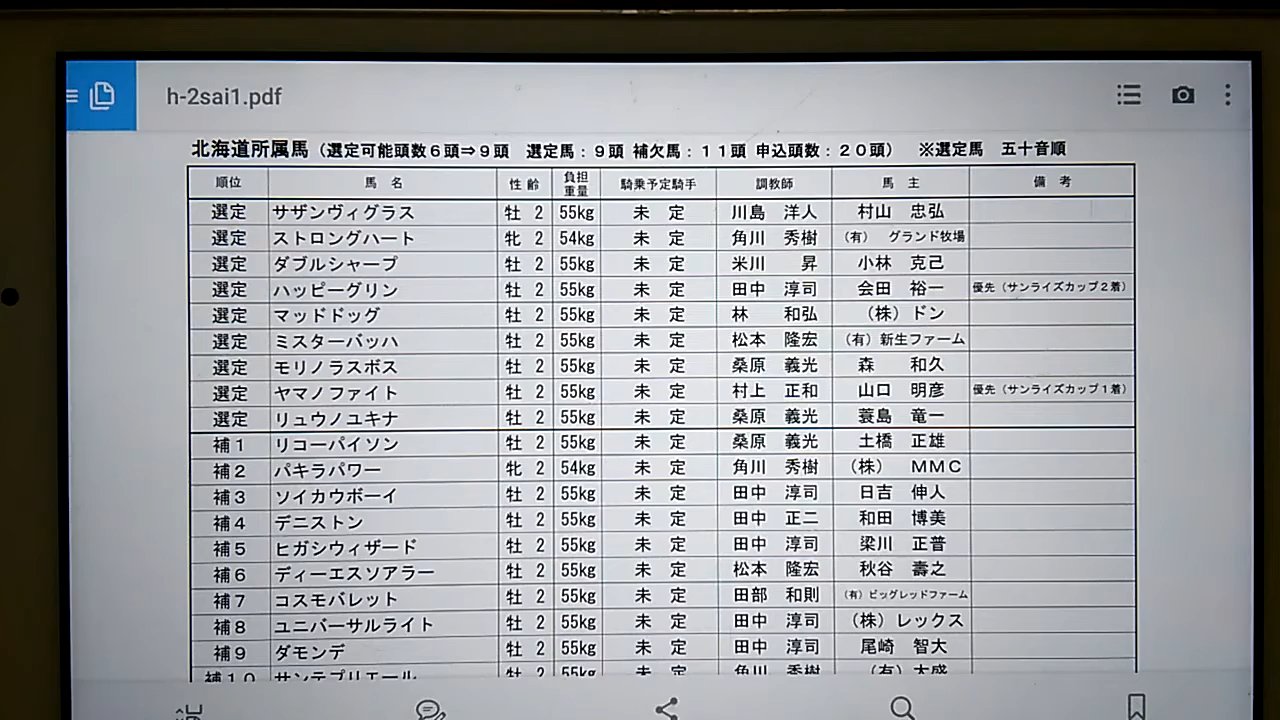 h-2sai1.pdf
北海道所属馬（選定可能頭数６頭⇒９頭　選定馬：９頭 補欠馬：１１頭 申込頭数：２０頭）　※選定馬　五十音順
順位 馬　名 性 齢 負担重量 騎乗予定騎手 調教師 馬　主 備　考
選定 サザンヴィグラス 牡 2 55kg 未　定 川島　洋人 村山　忠弘
選定 ストロングハート 牝 2 54kg 未　定 角川　秀樹 （有）　グランド牧場
選定 ダブルシャープ 牡 2 55kg 未　定 米川　　昇 小林　克己
選定 ハッピーグリン 牡 2 55kg 未　定 田中　淳司 会田　裕一 優先（サンライズカップ２着）
選定 マッドドッグ 牡 2 55kg 未　定 林　　和弘 （株）ドン
選定 ミスターバッハ 牡 2 55kg 未　定 松本　隆宏 （有）新生ファーム
選定 モリノラスボス 牡 2 55kg 未　定 桑原　義光 森　　和久
選定 ヤマノファイト 牡 2 55kg 未　定 村上　正和 山口　明彦 優先（サンライズカップ１着）
選定 リュウノユキナ 牡 2 55kg 未　定 桑原　義光 蓑島　竜一
補１ リコーパイソン 牡 2 55kg 未　定 桑原　義光 土橋　正雄
補２ パキラパワー 牝 2 54kg 未　定 角川　秀樹 （株）　ＭＭＣ
補３ ソイカウボーイ 牡 2 55kg 未　定 田中　淳司 日吉　伸人
補４ デニストン 牡 2 55kg 未　定 田中　正二 和田　博美
補５ ヒガシウィザード 牡 2 55kg 未　定 田中　淳司 梁川　正普
補６ ディーエスソアラー 牡 2 55kg 未　定 松本　隆宏 秋谷　壽之
補７ コスモバレット 牡 2 55kg 未　定 田部　和則 （有）ビッグレッドファーム
補８ ユニバーサルライト 牡 2 55kg 未　定 田中　淳司 （株）レックス
補９ ダモンデ 牡 2 55kg 未　定 田中　淳司 尾崎　智大
補１０ サンテプリエール 牡 2 55kg 未　定 角川　秀樹 （有）大盛